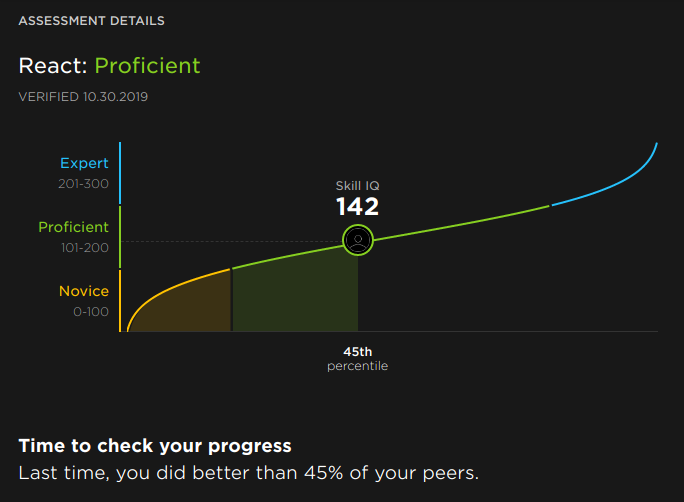 ASSESSMENT DETAILS
React: Proficient
VERIFIED 10.30.2019
Expert
201-300
Skill IQ
142
Proficient
101-200
Novice
0-100
45th
percentile
Time to check your progress
Last time, you did better than 45% of your peers.